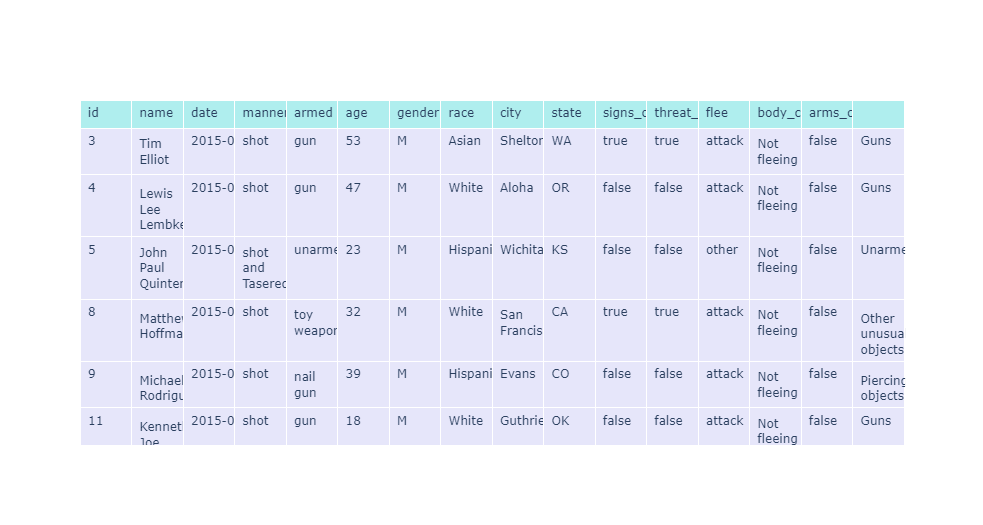 id name date manner armed age gender race city state signs_c threat_ flee body_c arms_c
3 Tim 2015-0 shot gun 53 M Asian Shelton WA true true attack Not false Guns
Elliot fleeing
4 Lewis 2015-0 shot gun 47 M White Aloha OR false false attack Not false Guns
Lee fleeing
Lembke
5 John 2015-0 shot unarme 23 M Hispani Wichita KS false false other Not false Unarme
Paul and fleeing
Quinter Tasered
8 Matthew 2015-0 shot toy 32 M White San CA true true attack Not false Other
Hoffma weapon Francis fleeing unusua
objects
9 Michael 2015-0 shot nail 39 M Hispani Evans CO false false attack Not false Piercing
Rodrigu gun fleeing objects
11 Kennet 2015-0 shot gun 18 M White Guthrie OK false false attack Not false Guns
Joe fleeing